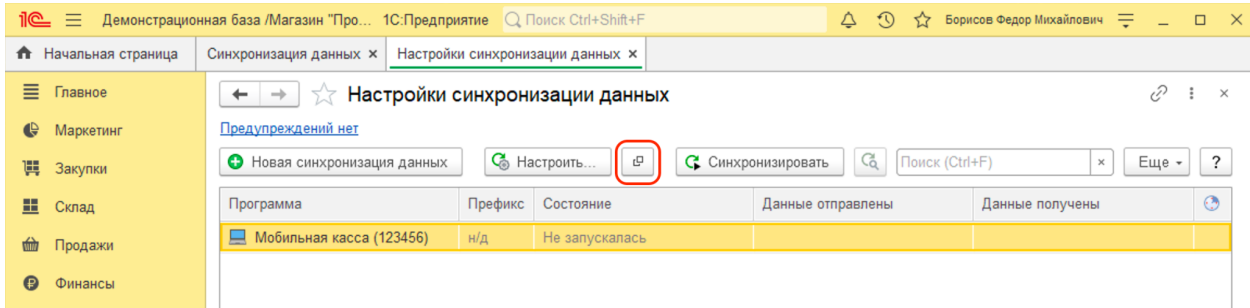 1С Демонстрационная база /Магазин "Про... 1С:Предприятие Поиск Ctrl+Shift+F Борисов Федор Михайлович
Начальная страница Синхронизация данных × Настройки синхронизации данных ×
Главное
Настройки синхронизации данных
Маркетинг
Предупреждений нет
Закупки
Новая синхронизация данных Настроить... Синхронизировать Поиск (Ctrl+F) × Еще ?
Склад
Программа Префикс Состояние Данные отправлены Данные получены
Продажи
Мобильная касса (123456) н/д Не запускалась
Финансы